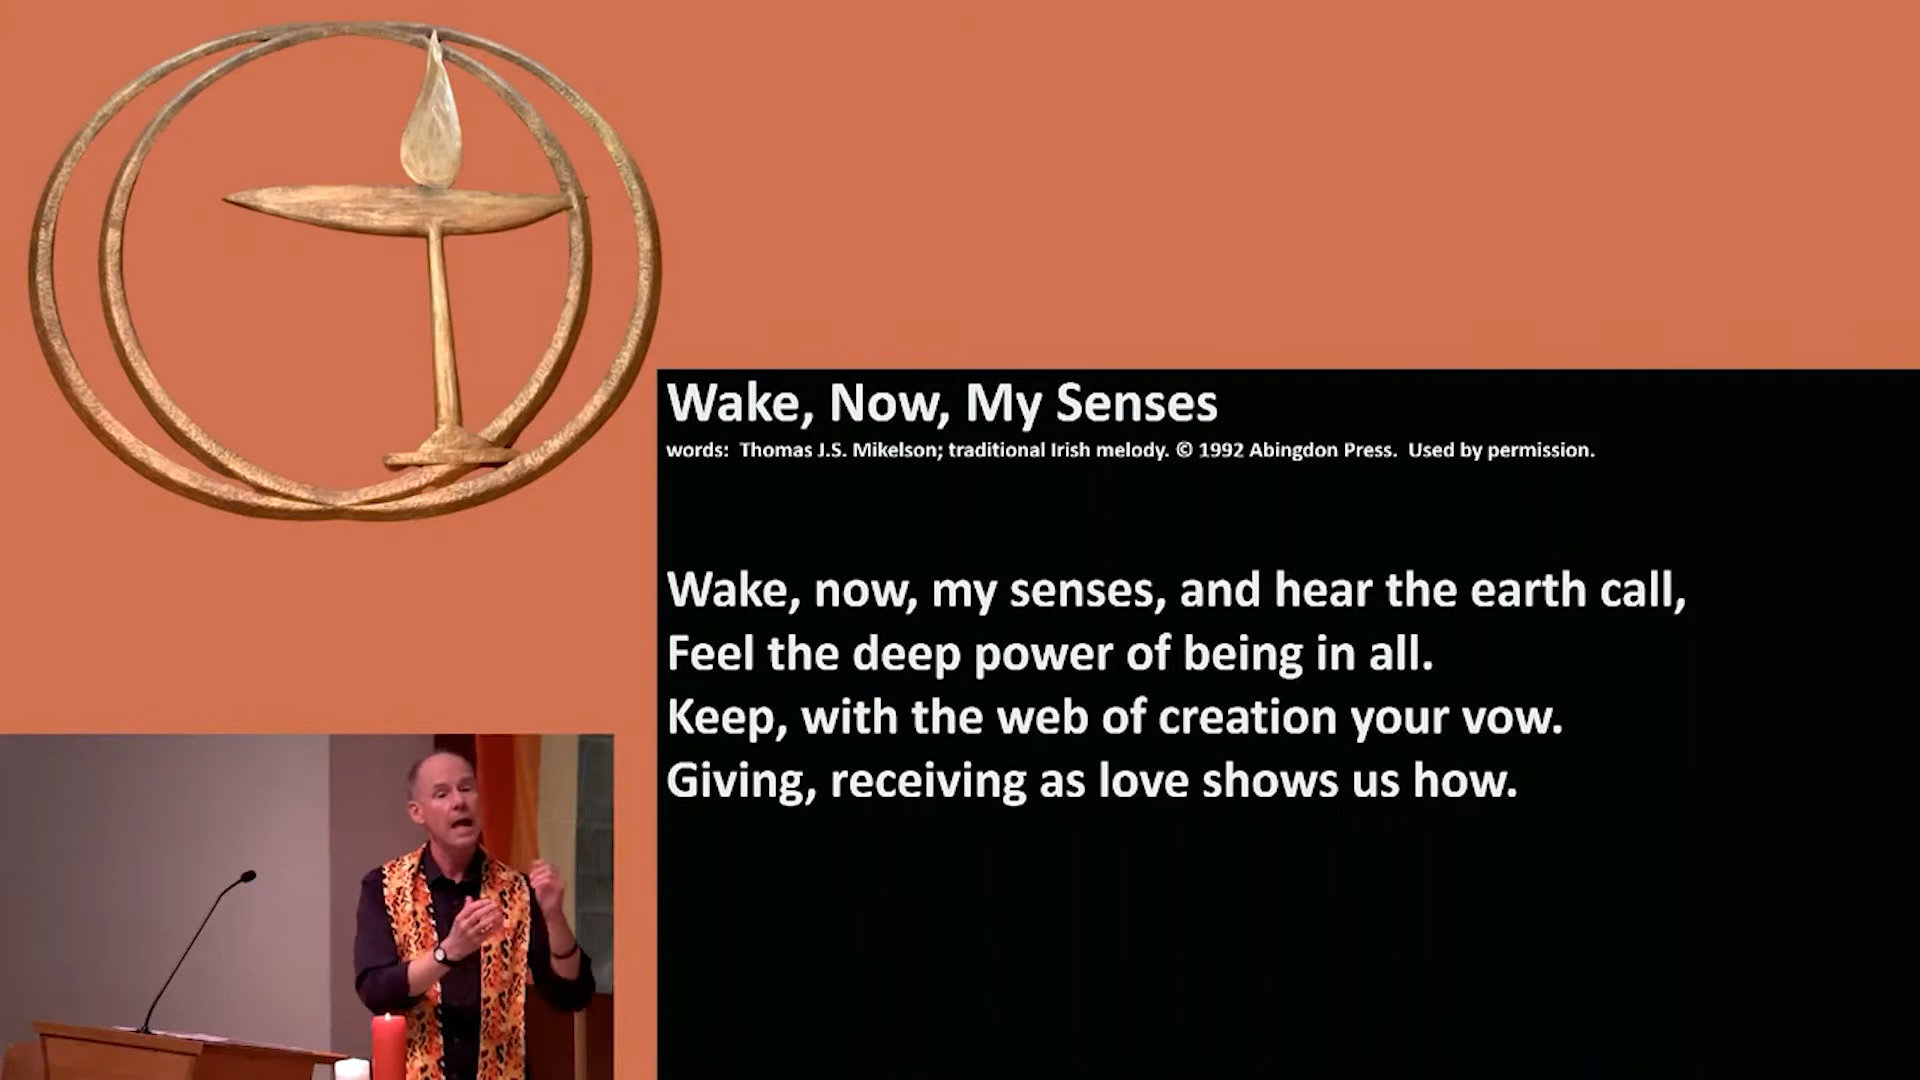 Wake, Now, My Senses
words:  Thomas J.S. Mikelson; traditional Irish melody. © 1992 Abingdon Press.  Used by permission.
Wake, now, my senses, and hear the earth call,
Feel the deep power of being in all.
Keep, with the web of creation your vow.
Giving, receiving as love shows us how.